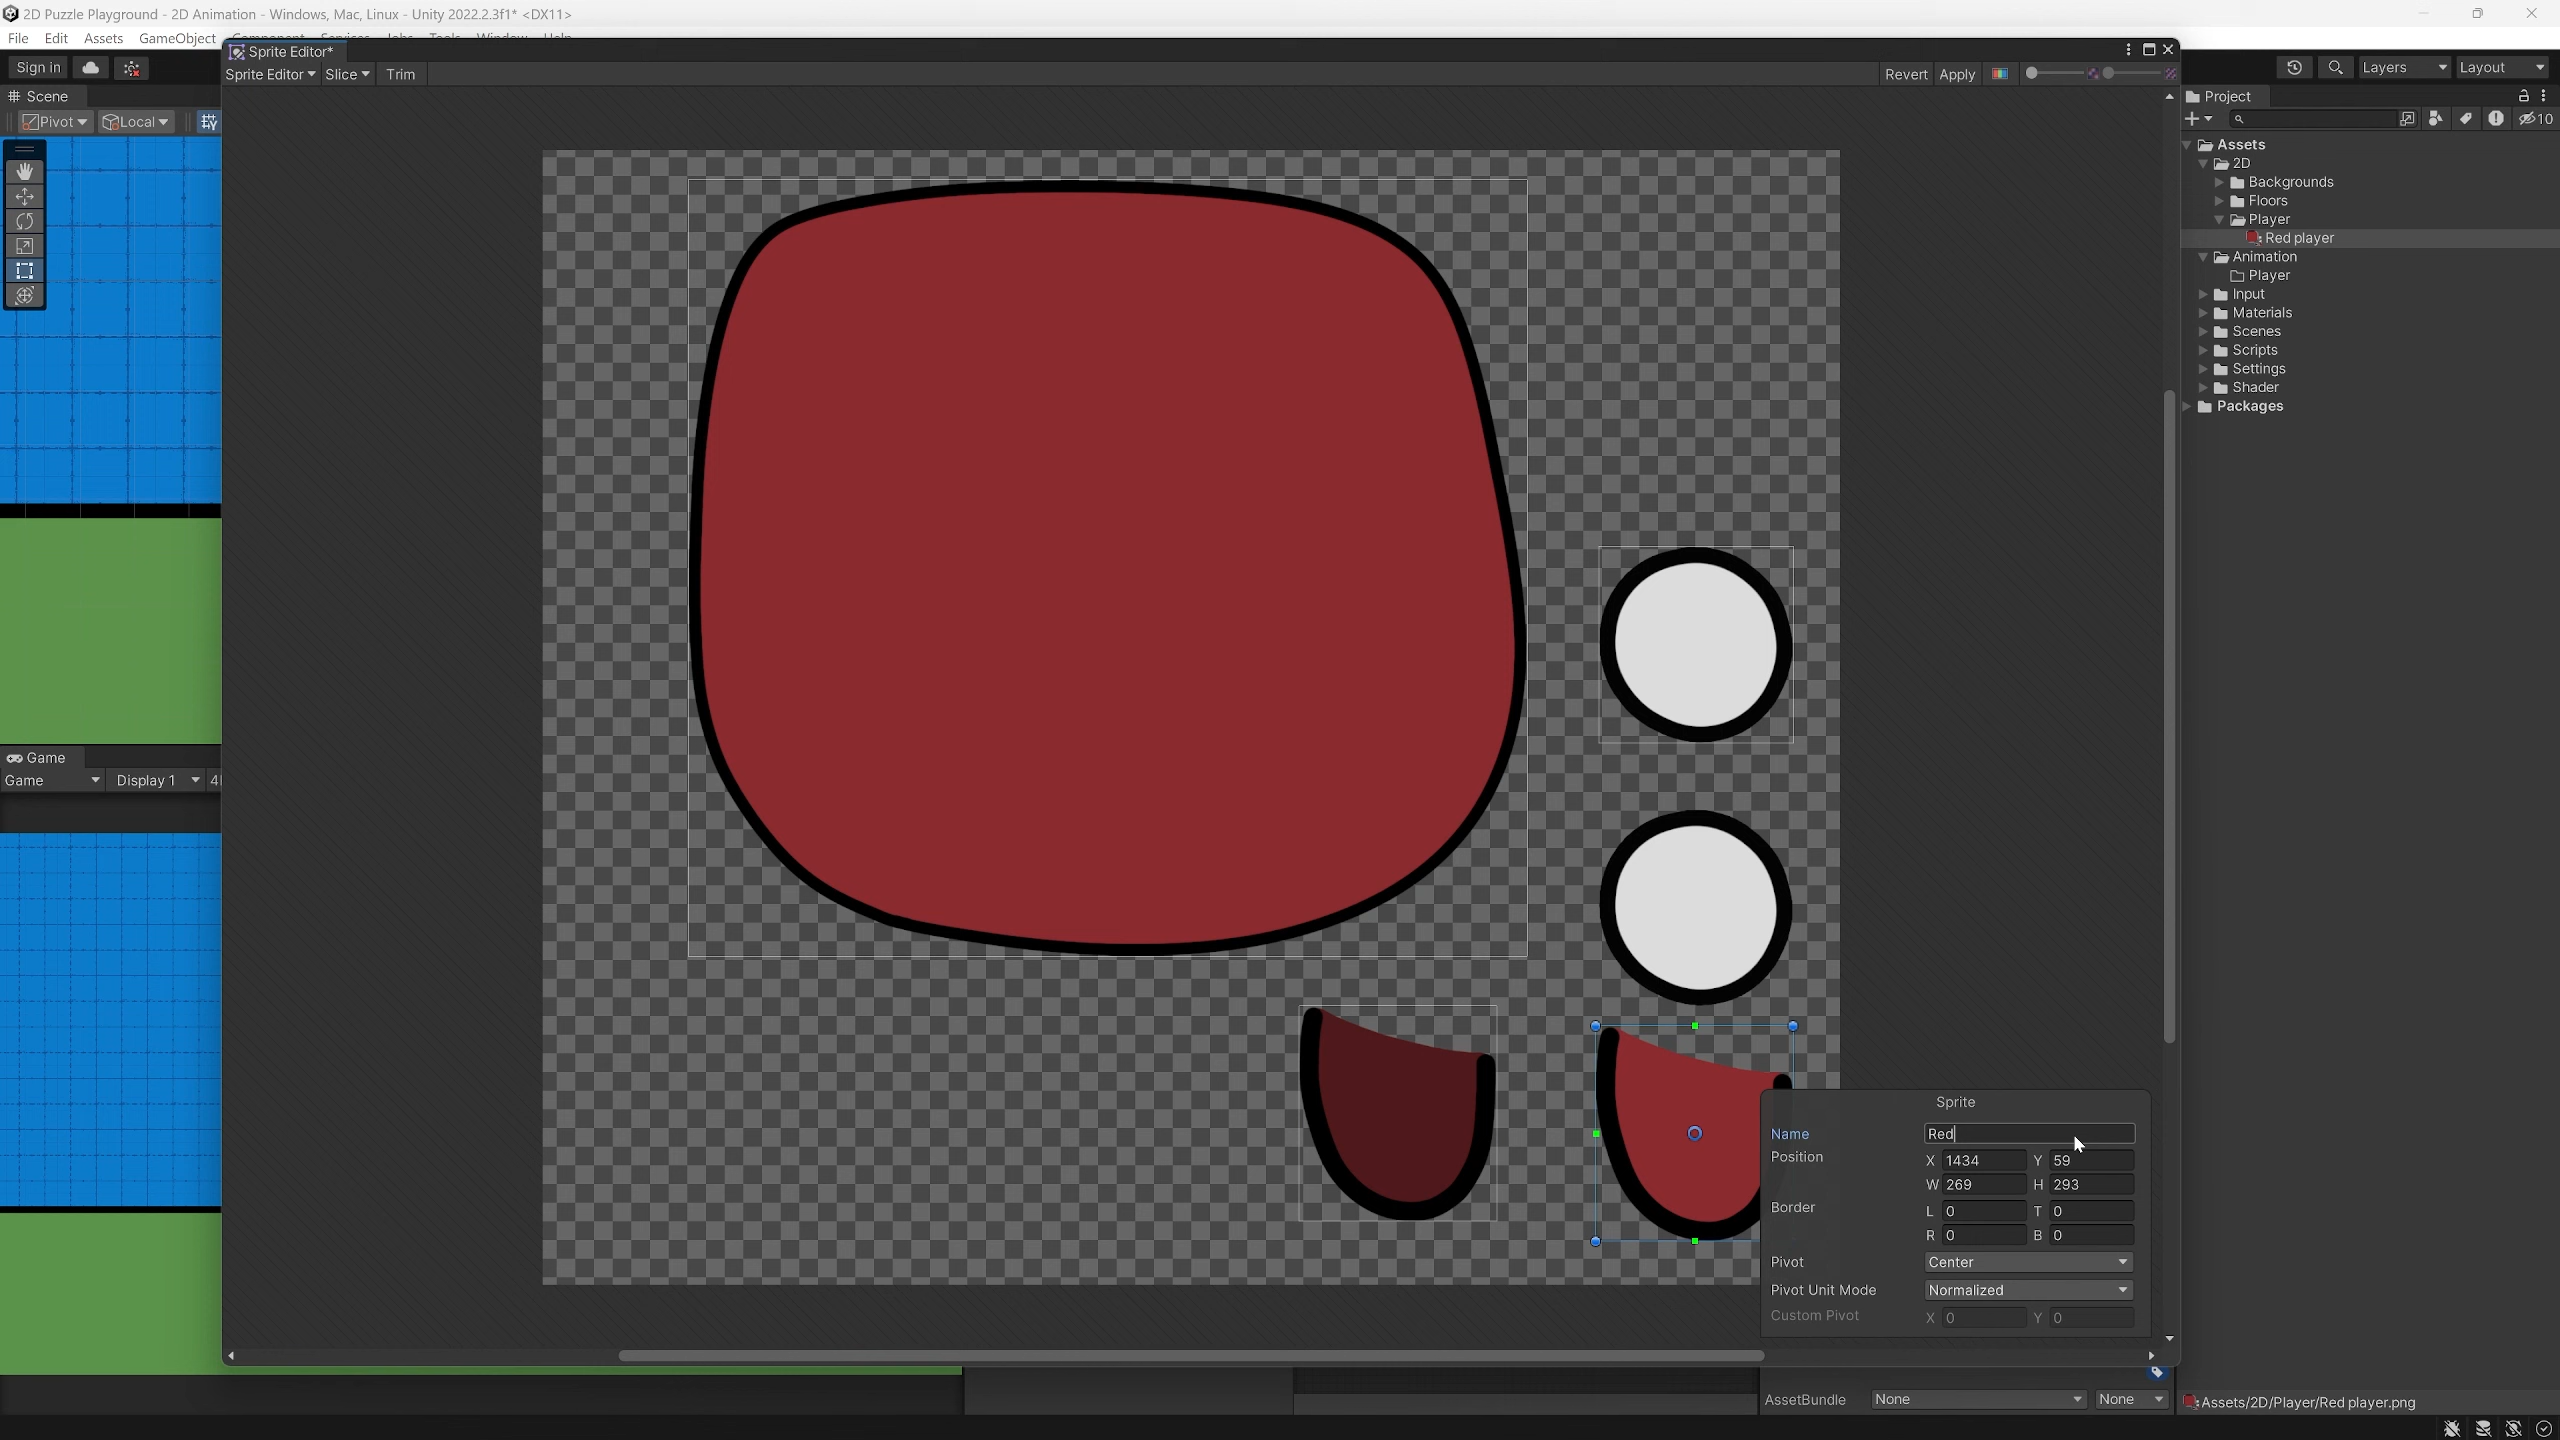 2D Puzzle Playground - 2D Animation - Windows, Mac, Linux - Unity 2022.2.3f1* <DX11>
File Edit Assets GameObject
Sprite Editor*
Sign in
Sprite Editor Slice Trim
Revert Apply
Layers Layout
Scene
Project
Pivot Local
10
Assets
2D
Backgrounds
Floors
Player
Red player
Animation
Player
Input
Materials
Scenes
Scripts
Settings
Shader
Packages
Game
Game Display 1 4
Sprite
Name Red
Position X 1434 Y 59
W 269 H 293
Border L 0 T 0
R 0 B 0
Pivot Center
Pivot Unit Mode Normalized
Custom Pivot X 0 Y 0
AssetBundle None None
Assets/2D/Player/Red player.png